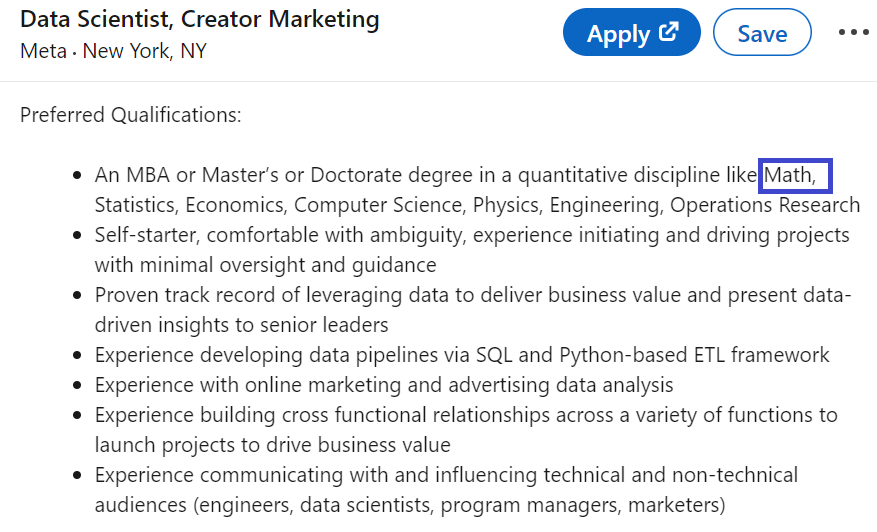 Data Scientist, Creator Marketing
Meta · New York, NY
Apply
Save
Preferred Qualifications:
• An MBA or Master's or Doctorate degree in a quantitative discipline like Math,
Statistics, Economics, Computer Science, Physics, Engineering, Operations Research
• Self-starter, comfortable with ambiguity, experience initiating and driving projects
with minimal oversight and guidance
• Proven track record of leveraging data to deliver business value and present data-
driven insights to senior leaders
• Experience developing data pipelines via SQL and Python-based ETL framework
• Experience with online marketing and advertising data analysis
• Experience building cross functional relationships across a variety of functions to
launch projects to drive business value
• Experience communicating with and influencing technical and non-technical
audiences (engineers, data scientists, program managers, marketers)